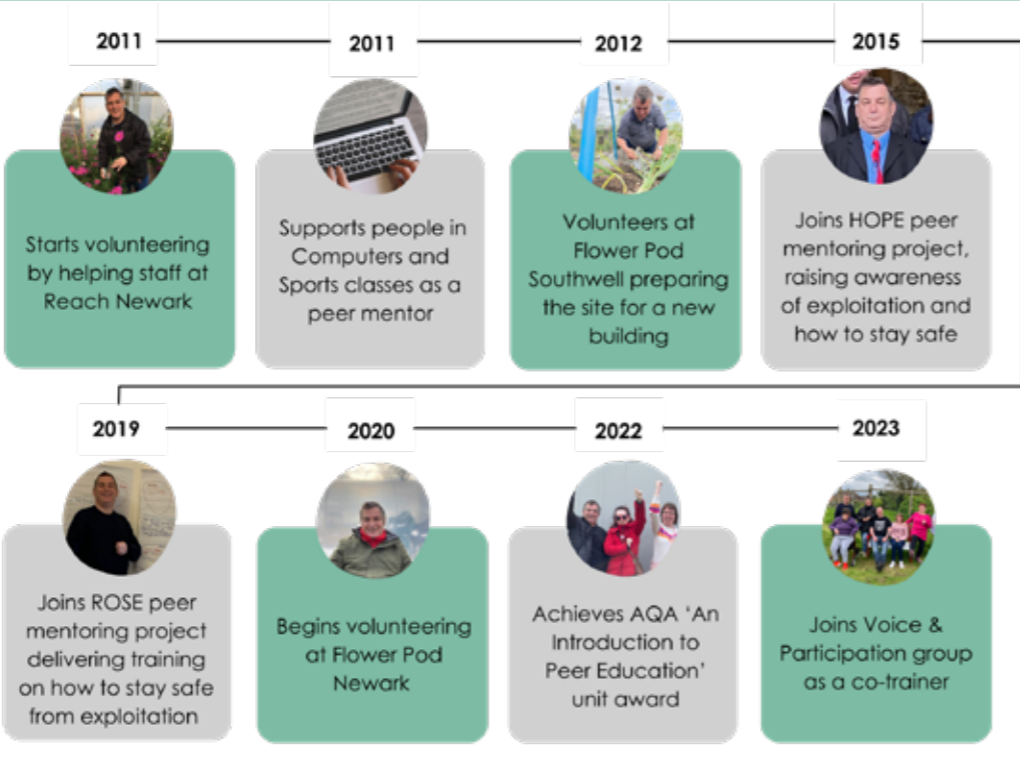 2011
2011
2012
2015
Starts volunteering
by helping staff at
Reach Newark
Supports people in
Computers and
Sports classes as a
peer mentor
Volunteers at
Flower Pod
Southwell preparing
the site for a new
building
Joins HOPE peer
mentoring project,
raising awareness
of exploitation and
how to stay safe
2019
2020
2022
2023
Joins ROSE peer
mentoring project
delivering training
on how to stay safe
from exploitation
Begins volunteering
at Flower Pod
Newark
Achieves AQA ‘An
Introduction to
Peer Education’
unit award
Joins Voice &
Participation group
as a co-trainer